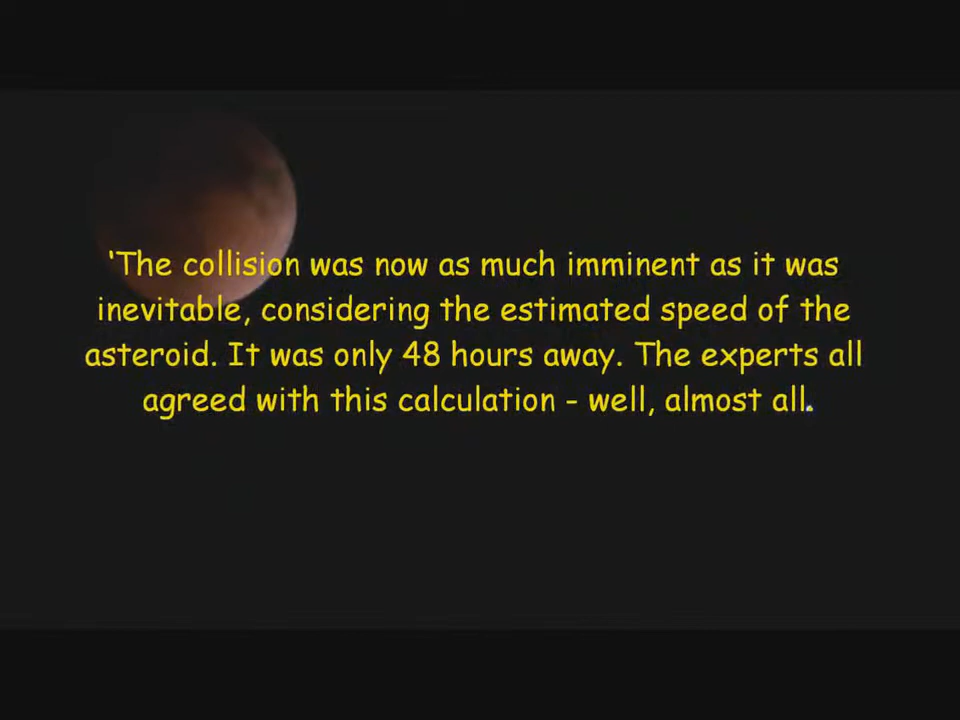 'The collision was now as much imminent as it was
inevitable, considering the estimated speed of the
asteroid. It was only 48 hours away. The experts all
agreed with this calculation - well, almost all.